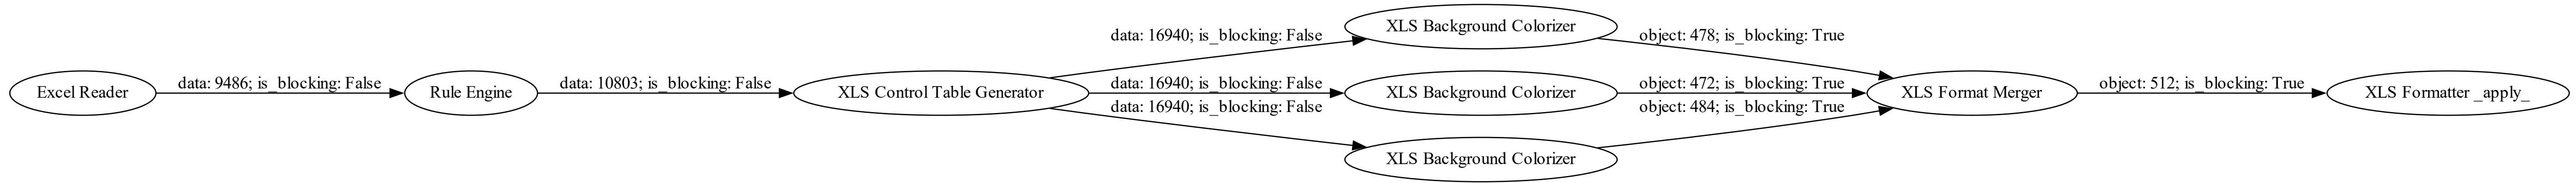 Excel Reader
data: 9486; is_blocking: False
Rule Engine
data: 10803; is_blocking: False
XLS Control Table Generator
data: 16940; is_blocking: False
XLS Background Colorizer
object: 478; is_blocking: True
data: 16940; is_blocking: False
XLS Background Colorizer
object: 472; is_blocking: True
data: 16940; is_blocking: False
XLS Background Colorizer
object: 484; is_blocking: True
XLS Format Merger
object: 512; is_blocking: True
XLS Formatter _apply_